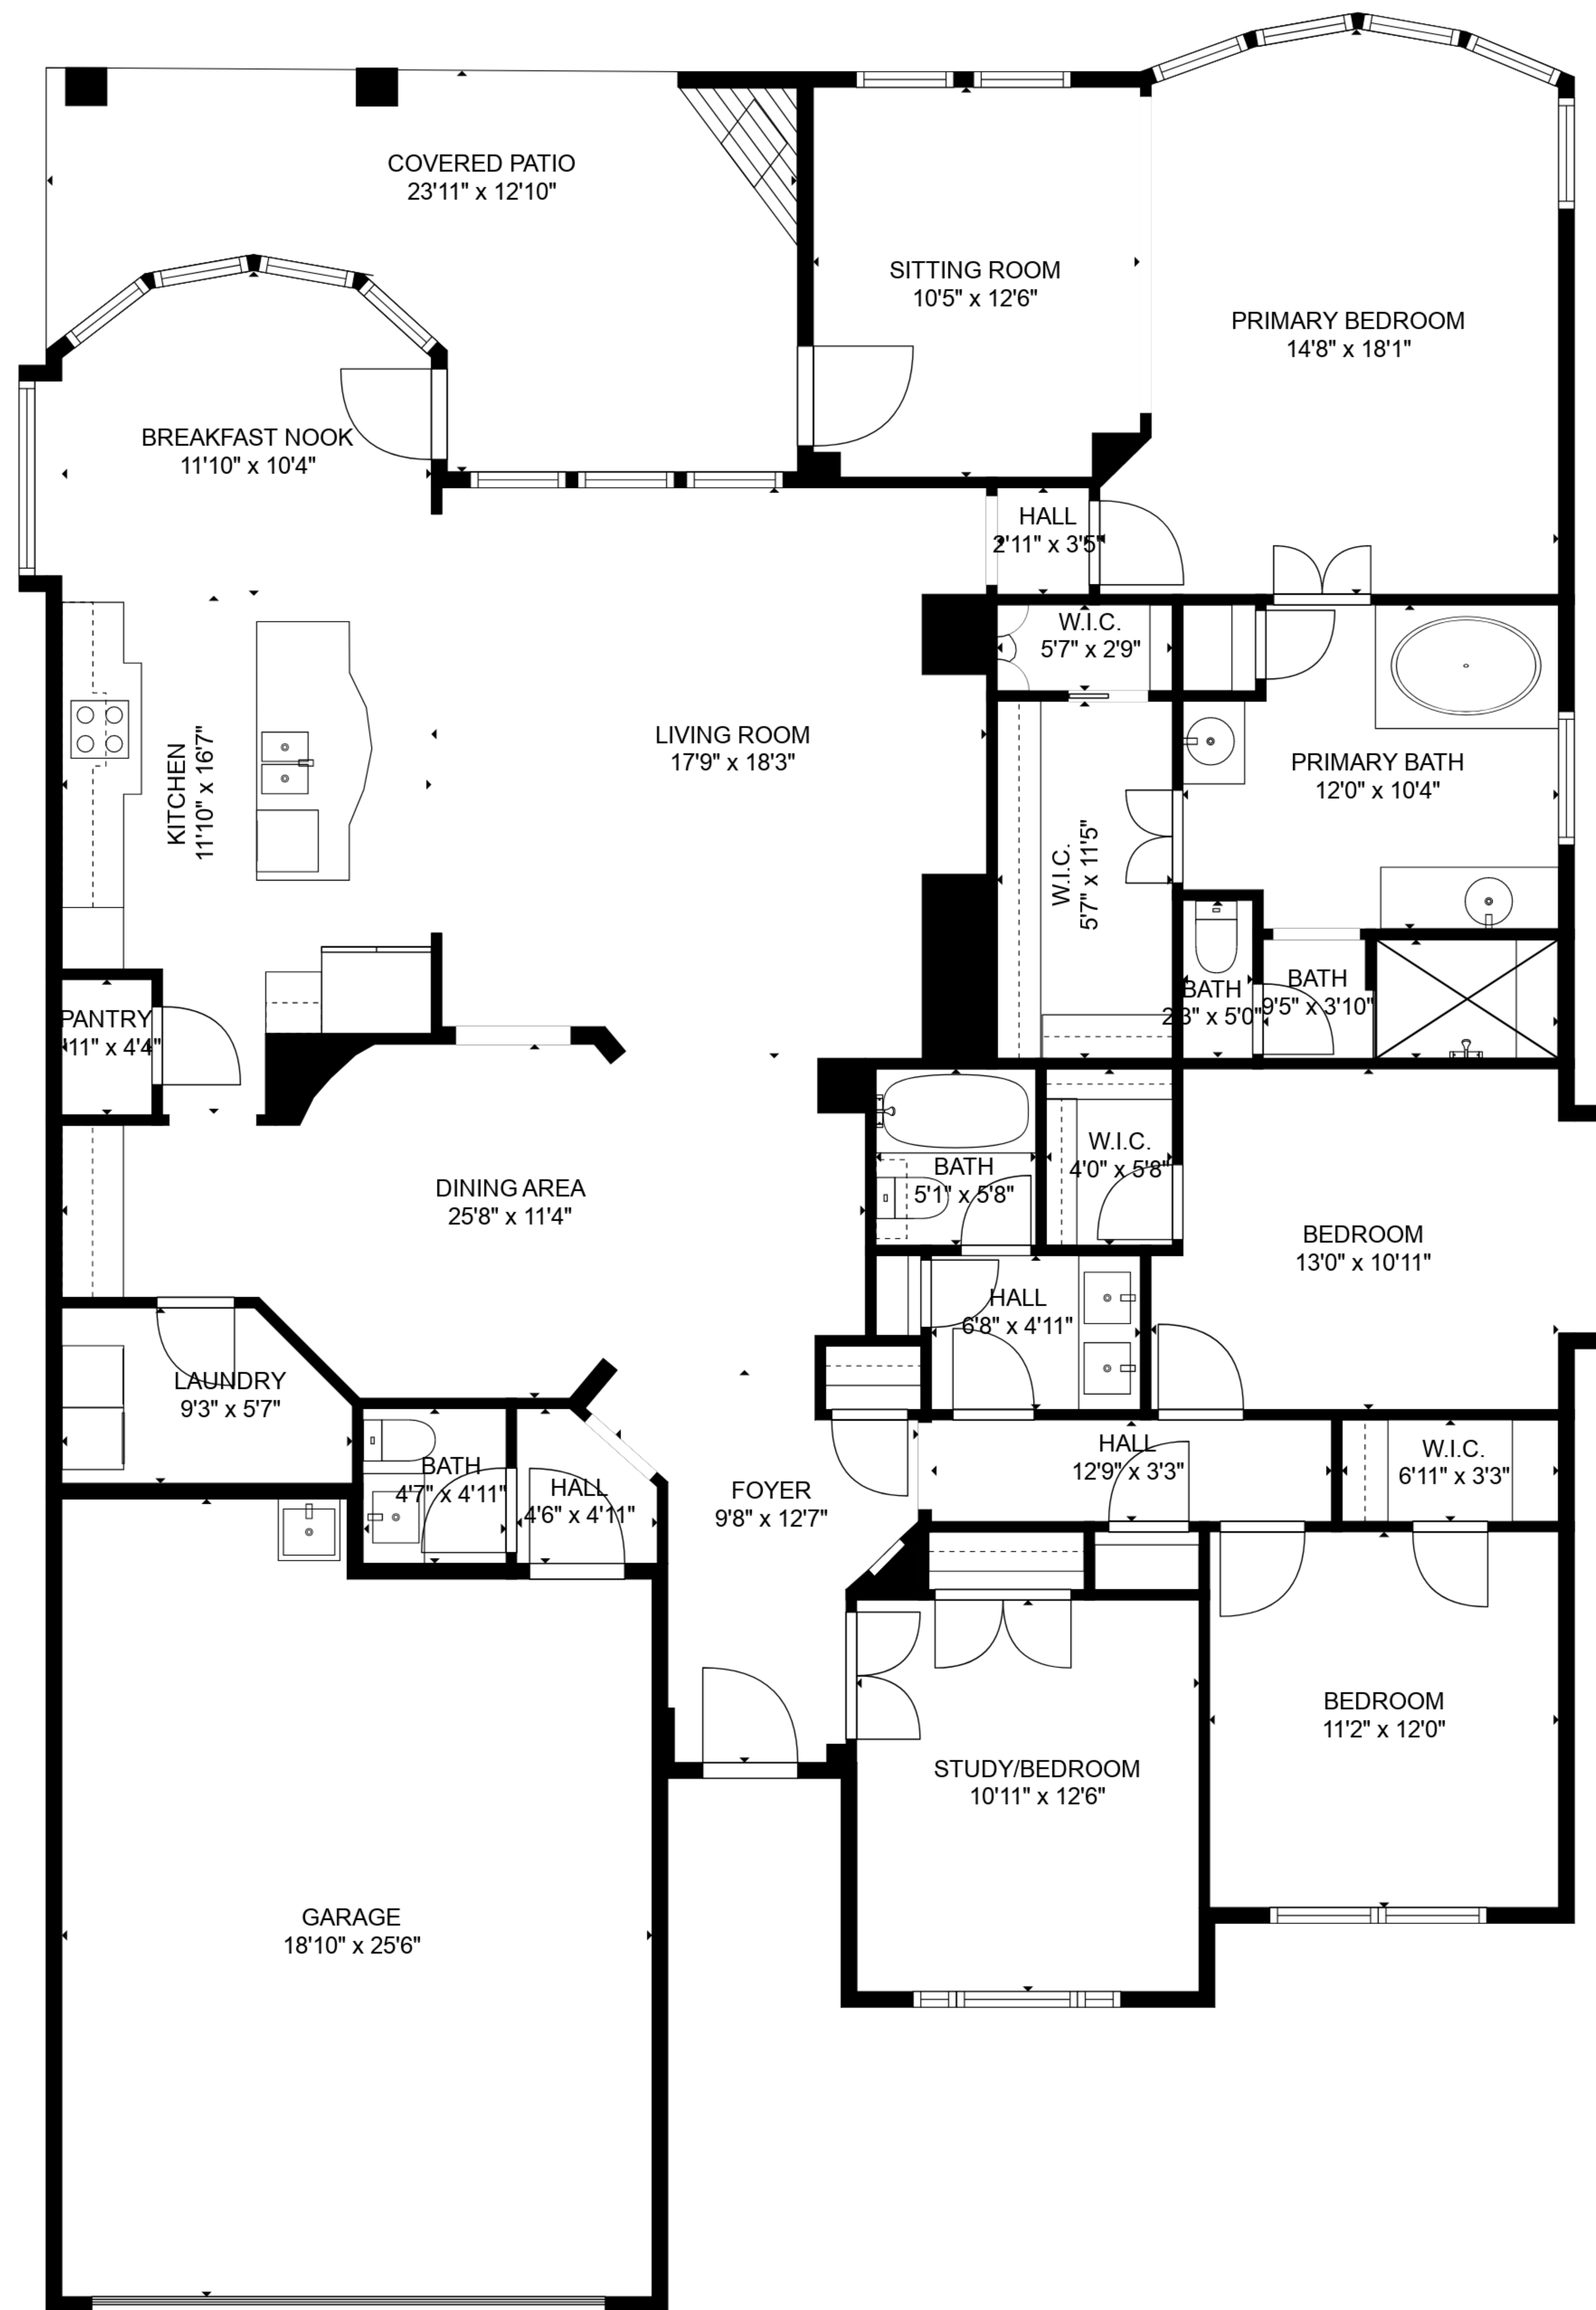 COVERED PATIO
23'11" x 12'10"
SITTING ROOM
10'5" x 12'6"
PRIMARY BEDROOM
14'8" x 18'1"
BREAKFAST NOOK
11'10" x 10'4"
HALL
2'11" x 3'5"
W.I.C.
5'7" x 2'9"
KITCHEN
11'10" x 16'7"
LIVING ROOM
17'9" x 18'3"
PRIMARY BATH
12'0" x 10'4"
W.I.C.
5'7" x 11'5"
BATH
2'3" x 5'0"
BATH
9'5" x 3'10"
PANTRY
'11" x 4'4"
W.I.C.
4'0" x 5'8"
BATH
5'1" x 5'8"
DINING AREA
25'8" x 11'4"
BEDROOM
13'0" x 10'11"
HALL
6'8" x 4'11"
LAUNDRY
9'3" x 5'7"
HALL
12'9" x 3'3"
W.I.C.
6'11" x 3'3"
BATH
4'7" x 4'11"
HALL
4'6" x 4'11"
FOYER
9'8" x 12'7"
BEDROOM
11'2" x 12'0"
STUDY/BEDROOM
10'11" x 12'6"
GARAGE
18'10" x 25'6"